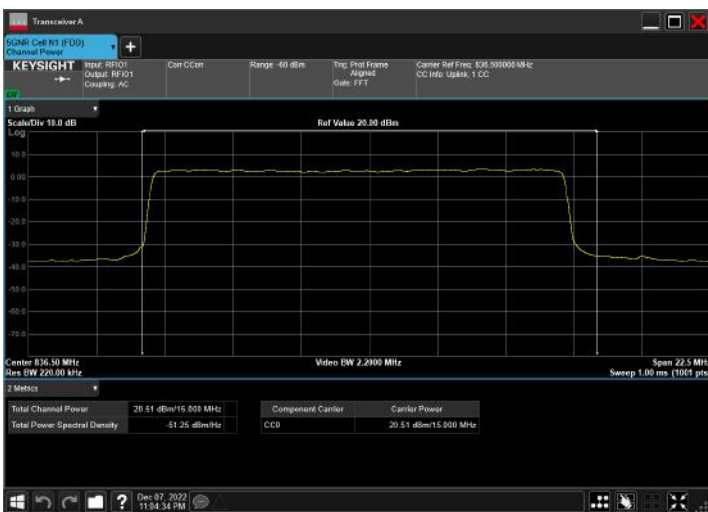 Transceiver A
5GNR Cell N1 (FDD)
Channel Power
KEYSIGHT
Input: RFIO1
Output: RFIO1
Coupling: AC
Corr CCorr
Range: -60 dBm
Trig: Prot Frame
Aligned
Gate: FFT
Carrier Ref Freq: 836.500000 MHz
CC Info: Uplink, 1 CC
1 Graph
Scale/Div 10.0 dB
Ref Value 20.00 dBm
Log
10.0
0.00
-10.0
-20.0
-30.0
-40.0
-50.0
-60.0
-70.0
Center 836.50 MHz
Video BW 2.2000 MHz
Span 22.5 MH
Res BW 220.00 kHz
Sweep 1.00 ms (1001 pts
2 Metrics
Total Channel Power 20.51 dBm/15.000 MHz
Total Power Spectral Density -51.25 dBm/Hz
Component Carrier Carrier Power
CC0 20.51 dBm/15.000 MHz
?
Dec 07, 2022
11:04:34 PM